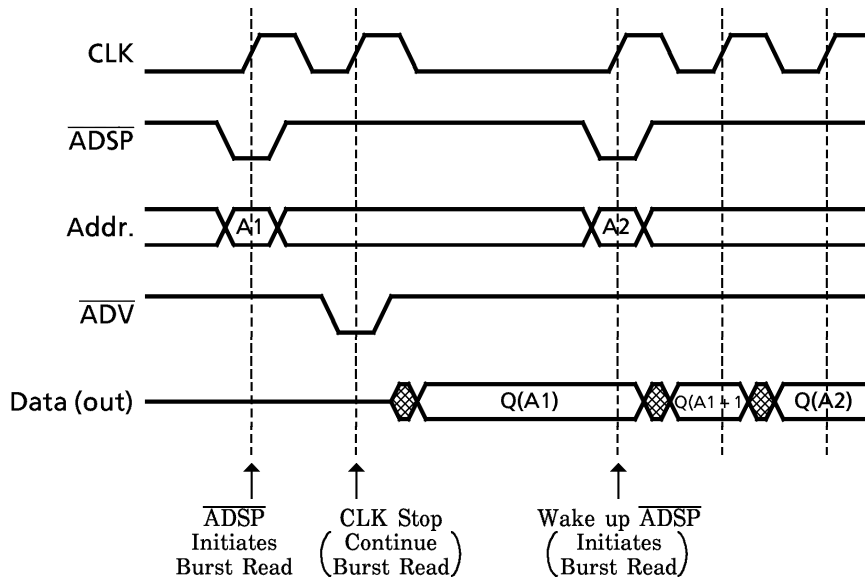 CLK
ADSP
Addr.
A1
A2
ADV
Data (out)
Q(A1)
Q(A1 + 1
Q(A2)
ADSP
Initiates
Burst Read
CLK Stop
(Continue
Burst Read)
Wake up ADSP
(Initiates
Burst Read)